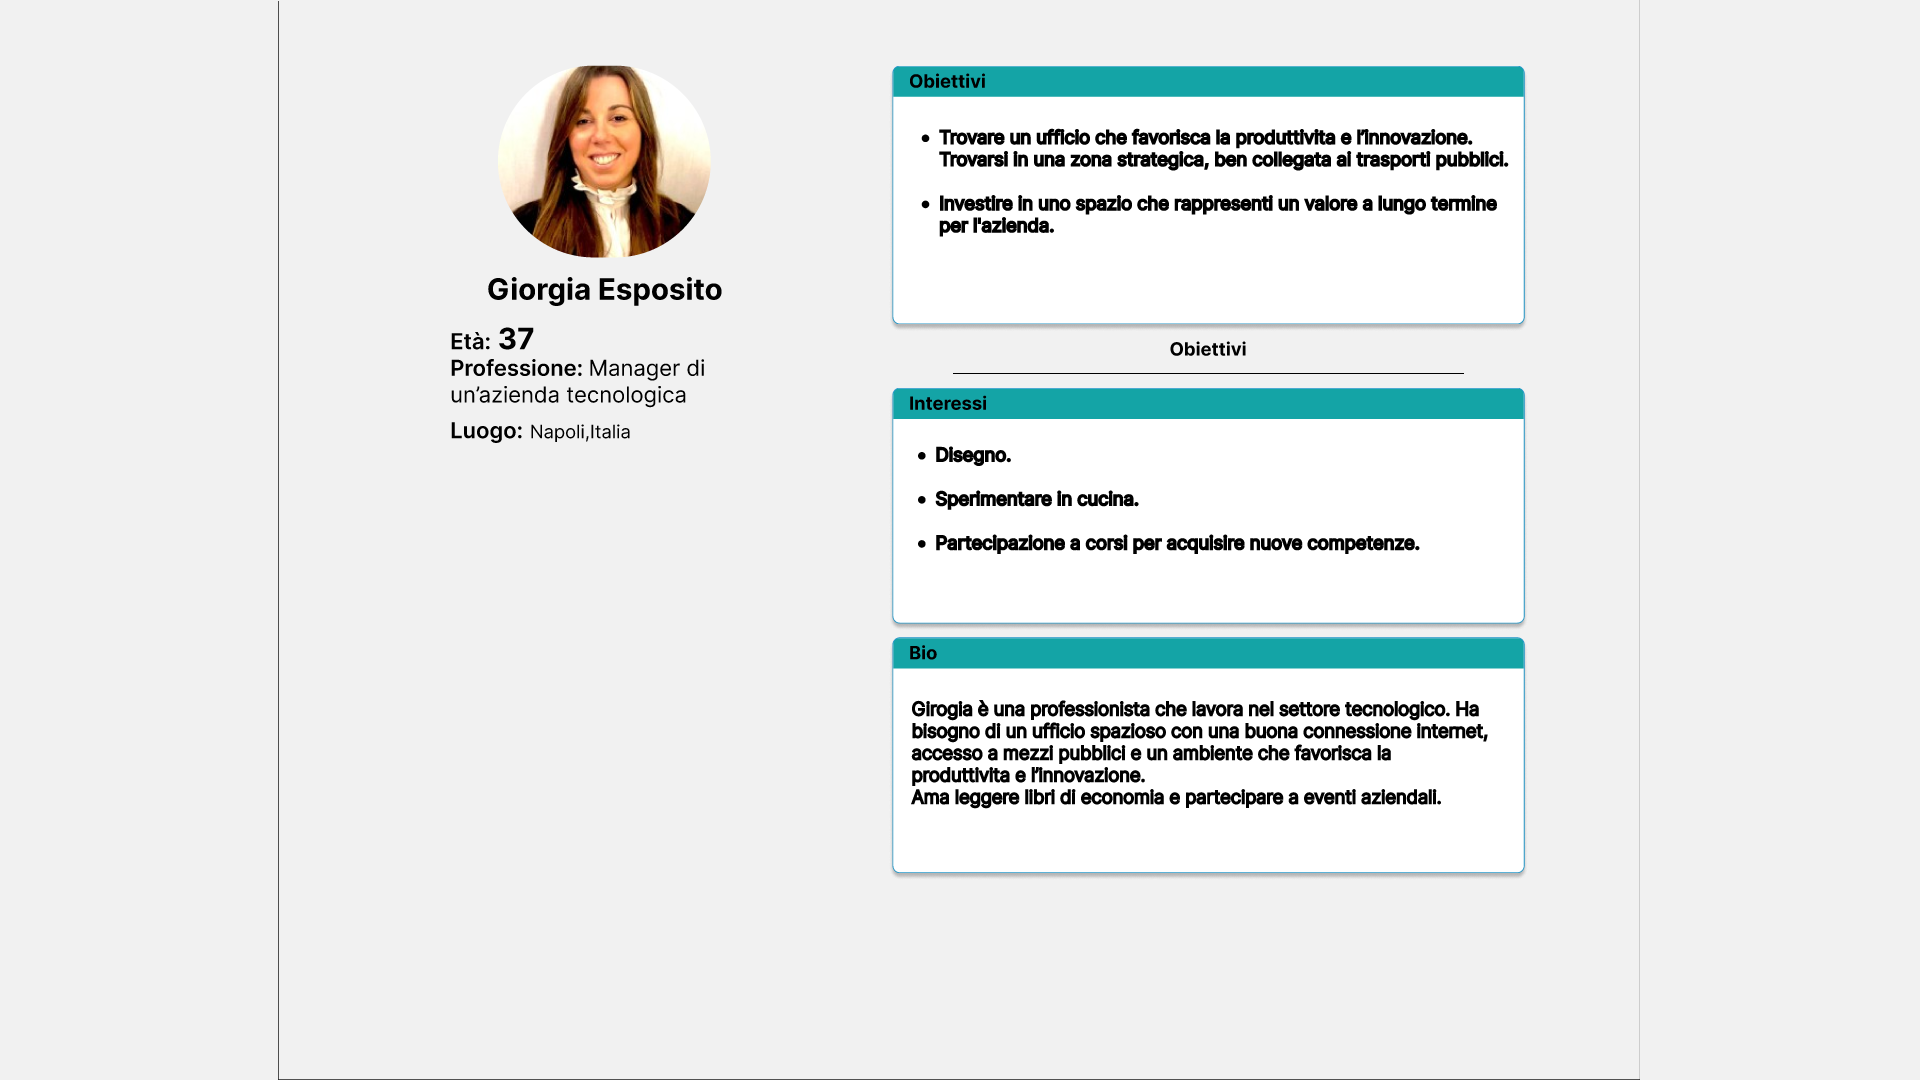 Giorgia Esposito
Età: 37
Professione: Manager di
un’azienda tecnologica
Luogo: Napoli,Italia
Obiettivi
• Trovare un ufficio che favorisca la produttivita e l’innovazione.
Trovarsi in una zona strategica, ben collegata ai trasporti pubblici.
• Investire in uno spazio che rappresenti un valore a lungo termine
per l'azienda.
Obiettivi
Interessi
• Disegno.
• Sperimentare in cucina.
• Partecipazione a corsi per acquisire nuove competenze.
Bio
Girogia è una professionista che lavora nel settore tecnologico. Ha
bisogno di un ufficio spazioso con una buona connessione internet,
accesso a mezzi pubblici e un ambiente che favorisca la
produttivita e l’innovazione.
Ama leggere libri di economia e partecipare a eventi aziendali.